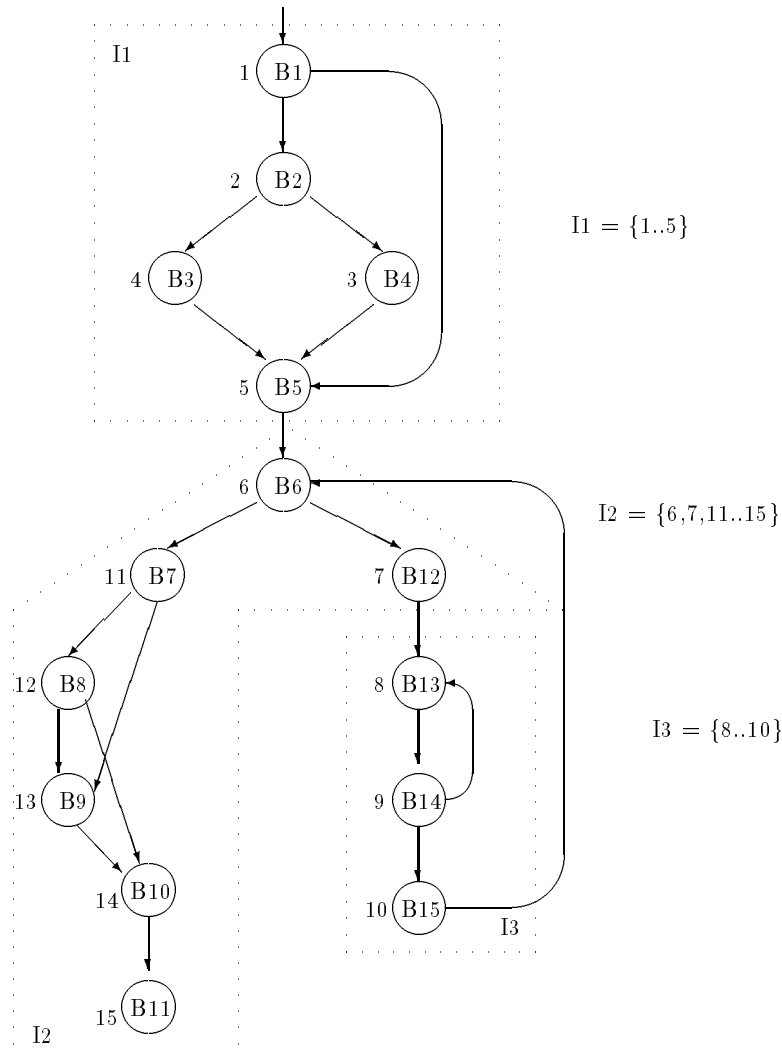 I1
1 B1
2 B2
I1 = {1..5}
4 B3
3 B4
5 B5
6 B6
I2 = {6,7,11..15}
11 B7
7 B12
12 B8
8 B13
I3 = {8..10}
13 B9
9 B14
14 B10
10 B15
I3
15 B11
I2